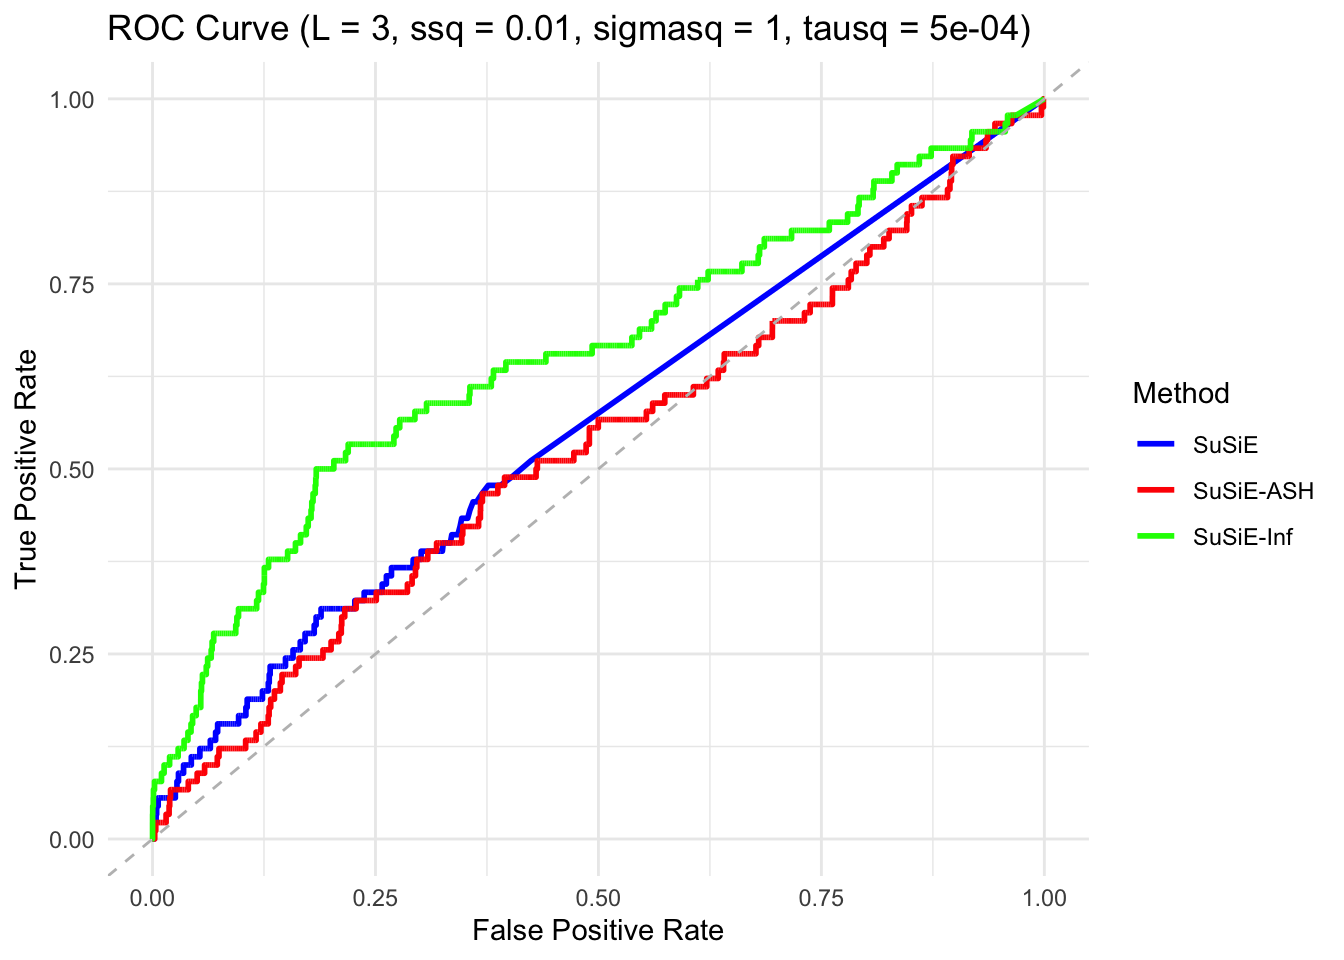 ROC Curve (L = 3, ssq = 0.01, sigmasq = 1, tausq = 5e-04)
True Positive Rate
1.00
0.75
0.50
0.25
0.00
0.00 0.25 0.50 0.75 1.00
False Positive Rate
Method
SuSiE
SuSiE-ASH
SuSiE-Inf